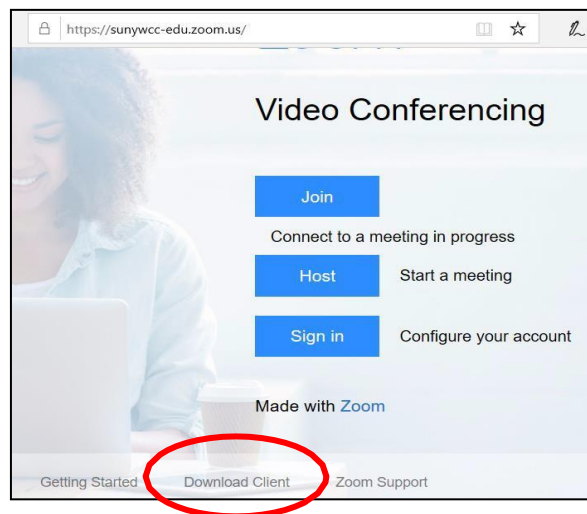 https://sunywcc-edu.zoom.us/
Video Conferencing
Join
Connect to a meeting in progress
Host Start a meeting
Sign in Configure your account
Made with Zoom
Getting Started Download Client Zoom Support